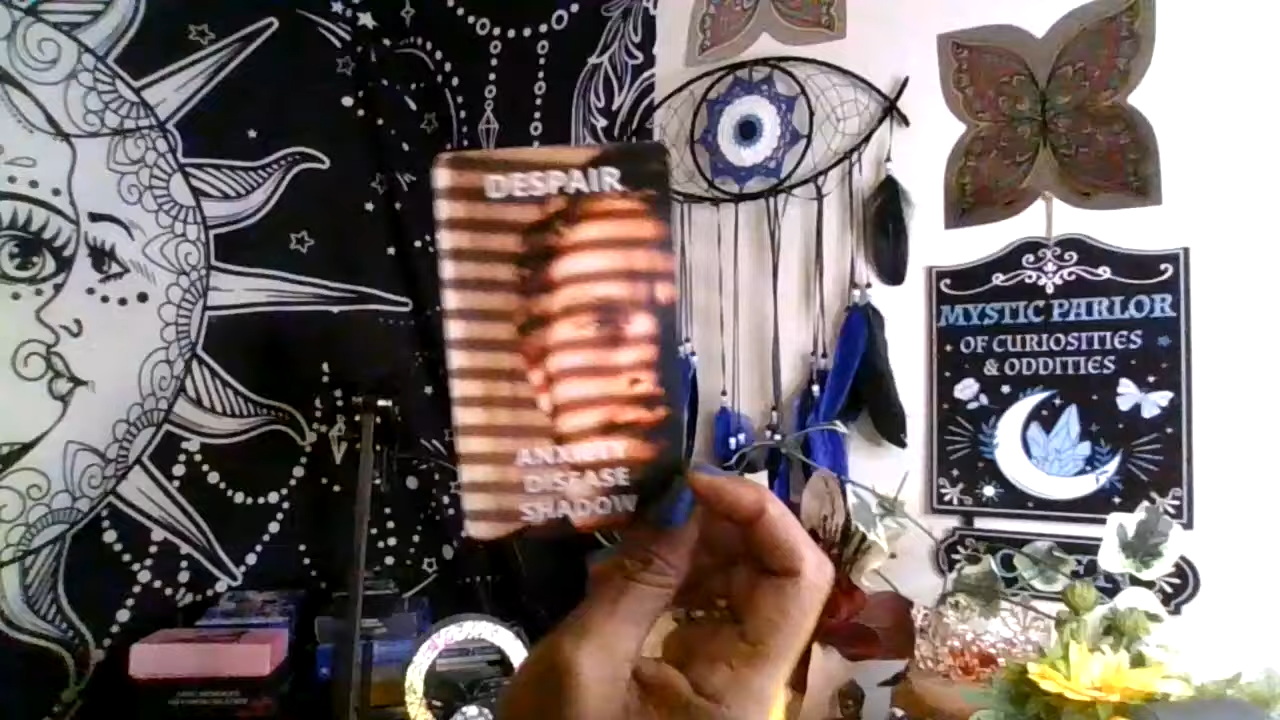 DESPAIR
ANXIETY
DISEASE
SHADOW
MYSTIC PARLOR
OF CURIOSITIES
& ODDITIES